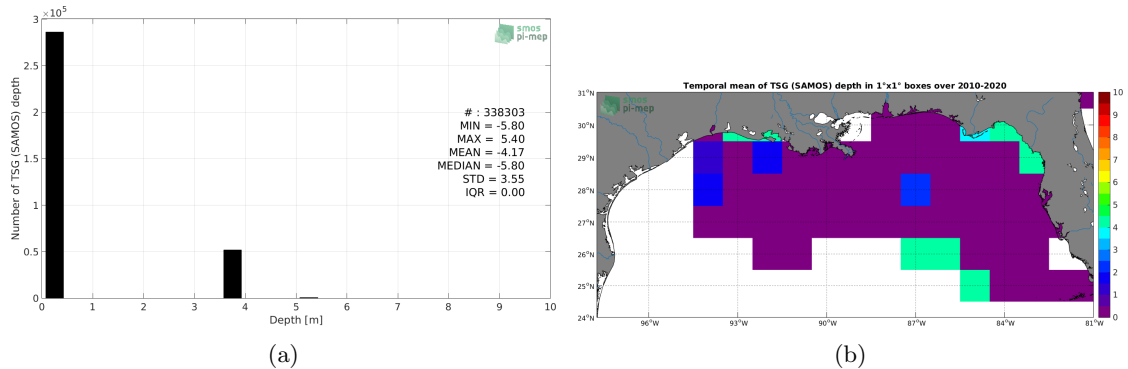 ×10⁵
3
2.5
2
1.5
1
0.5
0
Number of TSG (SAMOS) depth
smos
pi-mep
# : 338303
MIN = -5.80
MAX = 5.40
MEAN = -4.17
MEDIAN = -5.80
STD = 3.55
IQR = 0.00
0 1 2 3 4 5 6 7 8 9 10
Depth [m]
(a)
Temporal mean of TSG (SAMOS) depth in 1°x1° boxes over 2010-2020
smos
pi-mep
31°N
30°N
29°N
28°N
27°N
26°N
25°N
24°N
96°W 93°W 90°W 87°W 84°W 81°W
10
9
8
7
6
5
4
3
2
1
0
(b)